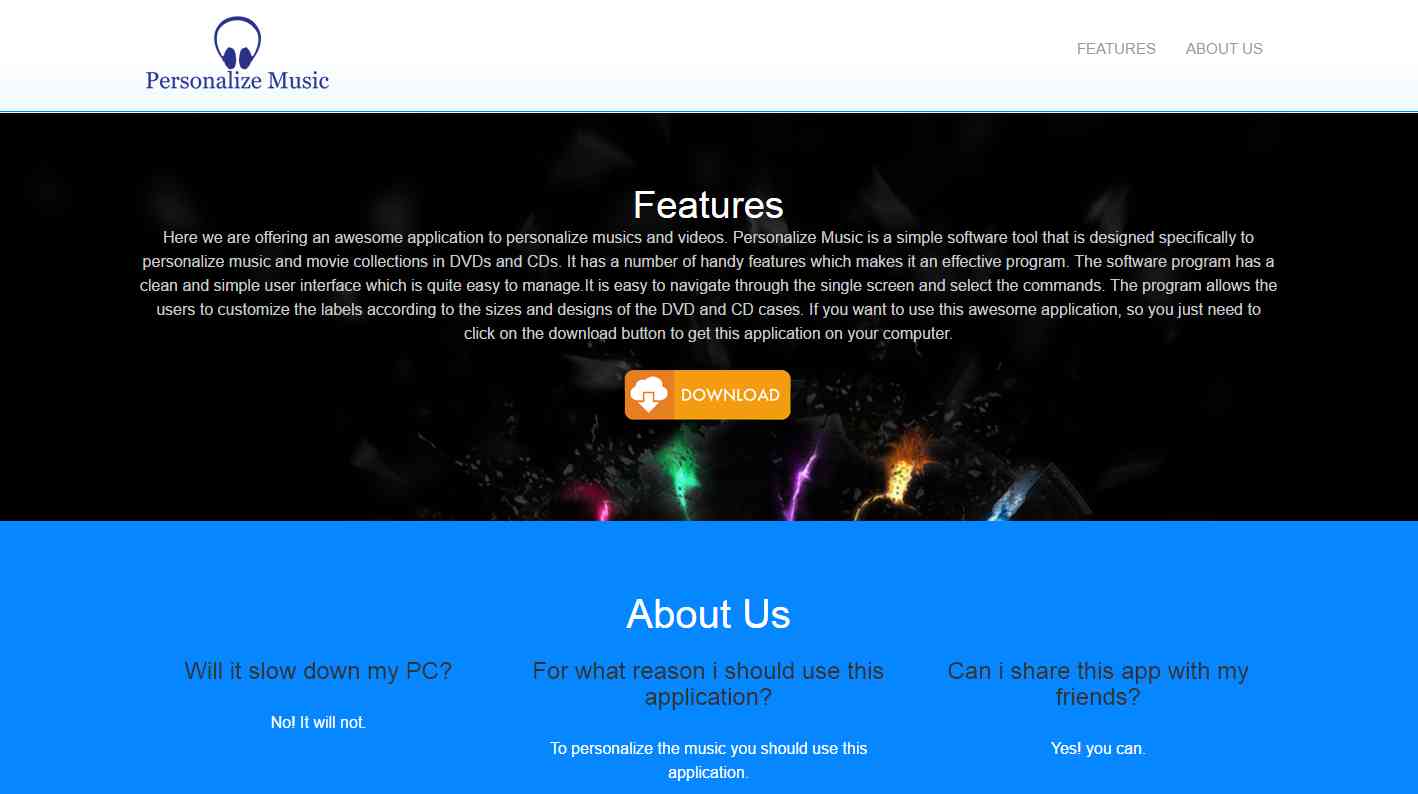 Personalize Music
FEATURES
ABOUT US
Features
Here we are offering an awesome application to personalize musics and videos. Personalize Music is a simple software tool that is designed specifically to
personalize music and movie collections in DVDs and CDs. It has a number of handy features which makes it an effective program. The software program has a
clean and simple user interface which is quite easy to manage.It is easy to navigate through the single screen and select the commands. The program allows the
users to customize the labels according to the sizes and designs of the DVD and CD cases. If you want to use this awesome application, so you just need to
click on the download button to get this application on your computer.
DOWNLOAD
About Us
Will it slow down my PC?
No! It will not.
For what reason i should use this
application?
To personalize the music you should use this
application.
Can i share this app with my
friends?
Yes! you can.